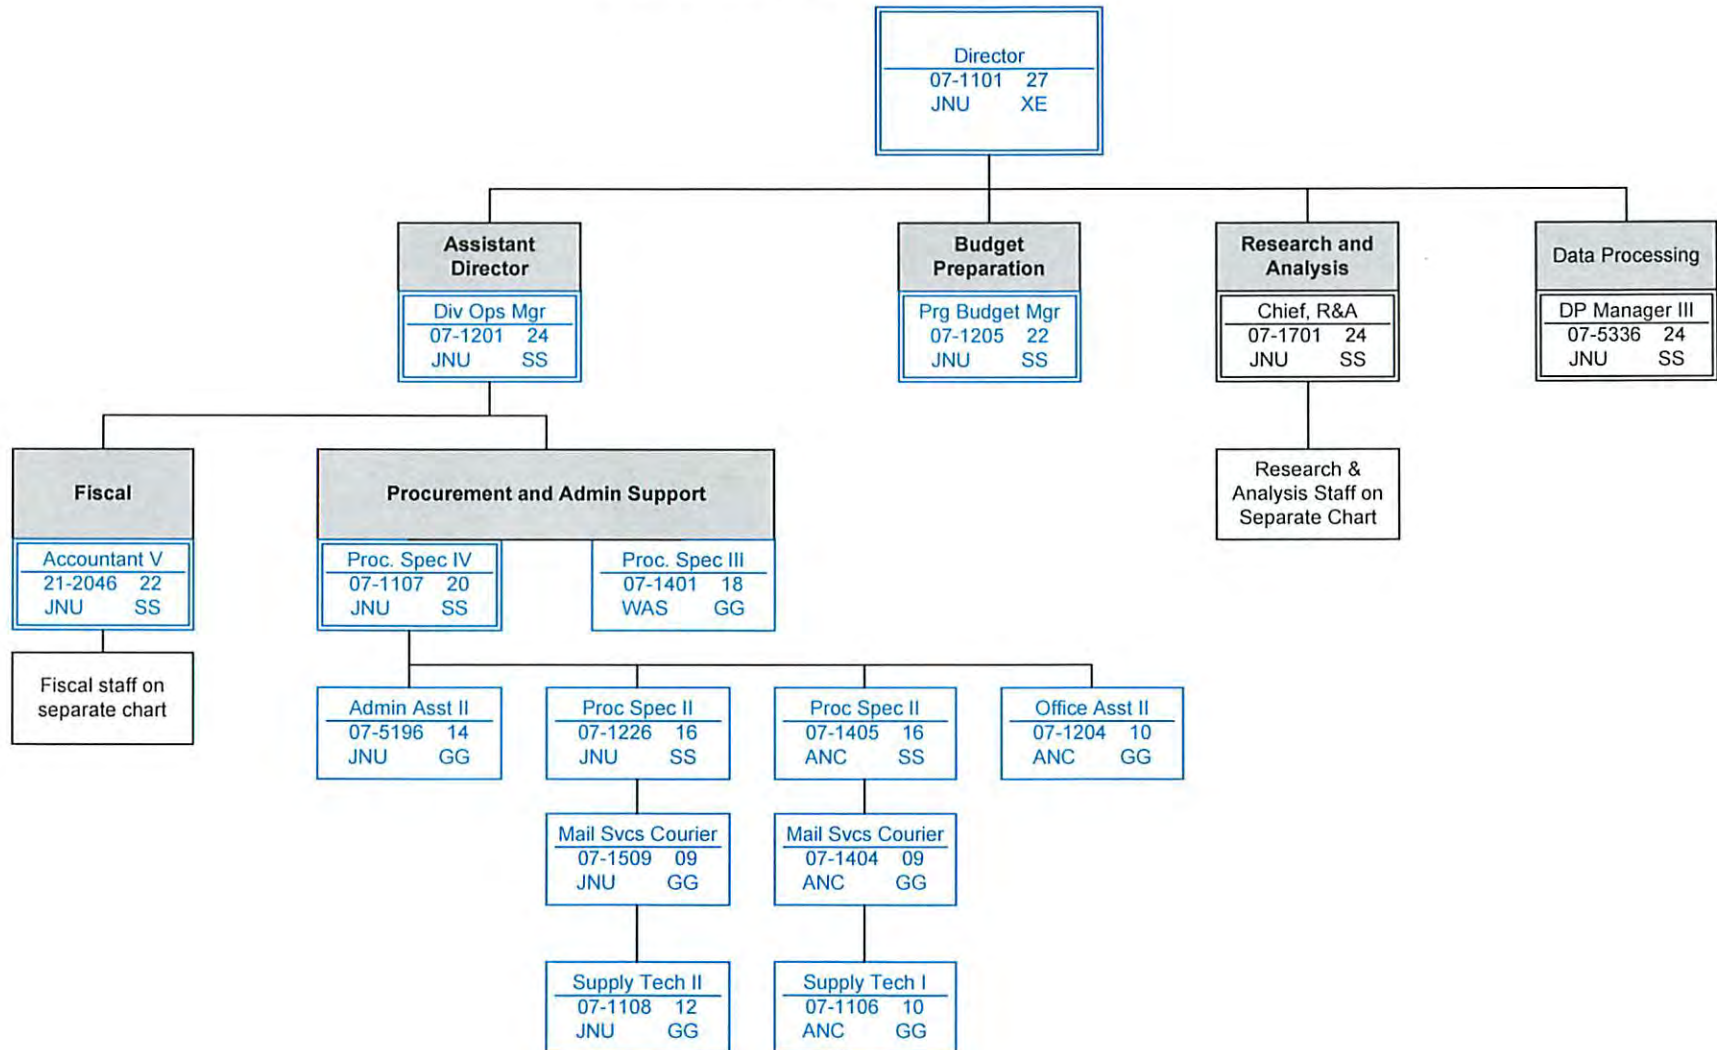 Director
07-1101 27
JNU XE
Assistant
Director
Div Ops Mgr
07-1201 24
JNU SS
Budget
Preparation
Prg Budget Mgr
07-1205 22
JNU SS
Research and
Analysis
Chief, R&A
07-1701 24
JNU SS
Data Processing
DP Manager III
07-5336 24
JNU SS
Fiscal
Accountant V
21-2046 22
JNU SS
Fiscal staff on
separate chart
Procurement and Admin Support
Proc. Spec IV
07-1107 20
JNU SS
Proc. Spec III
07-1401 18
WAS GG
Research &
Analysis Staff on
Separate Chart
Admin Asst II
07-5196 14
JNU GG
Proc Spec II
07-1226 16
JNU SS
Proc Spec II
07-1405 16
ANC SS
Office Asst II
07-1204 10
ANC GG
Mail Svcs Courier
07-1509 09
JNU GG
Mail Svcs Courier
07-1404 09
ANC GG
Supply Tech II
07-1108 12
JNU GG
Supply Tech I
07-1106 10
ANC GG